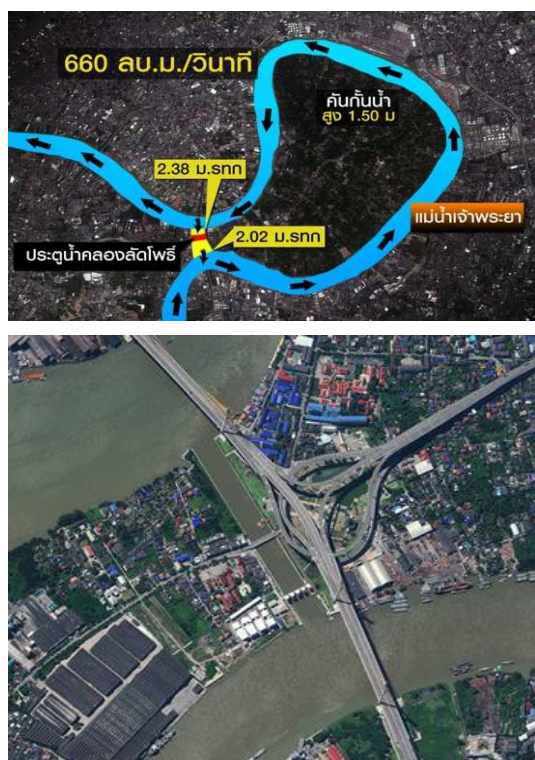 660 ลบ.ม./วินาที
คันกั้นน้ำ
สูง 1.50 ม
2.38 ม.รทก
แม่น้ำเจ้าพระยา
2.02 ม.รทก
ประตูน้ำคลองลัดโพธิ์